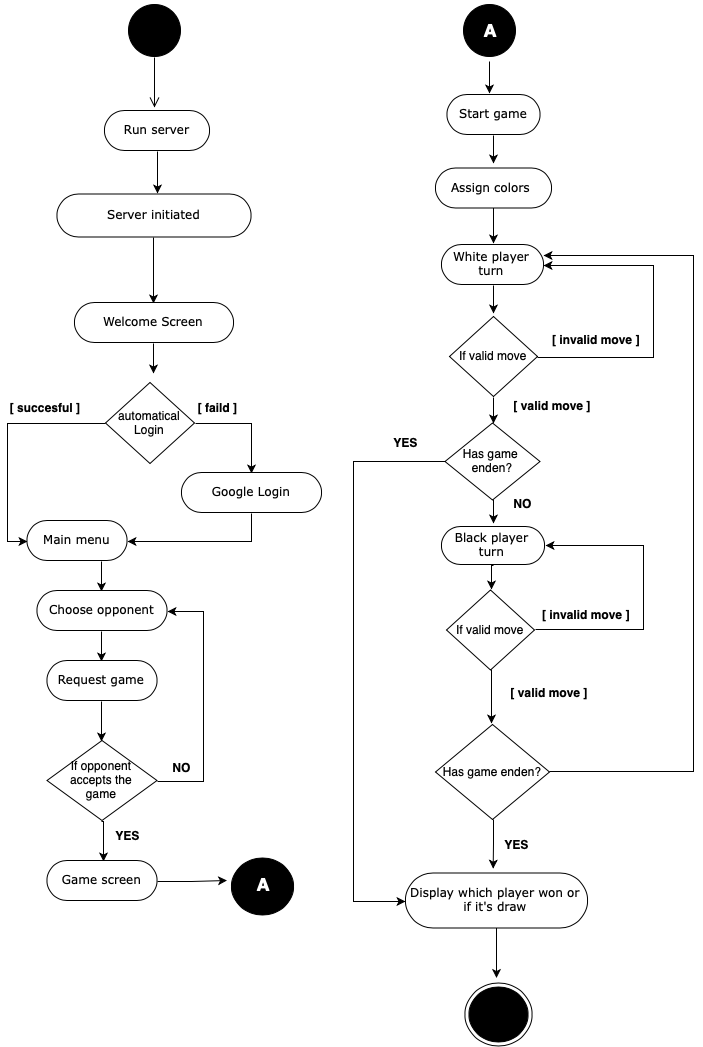 Run server
Server initiated
Welcome Screen
[ succesful ]
automatical
Login
[ faild ]
Google Login
Main menu
Choose opponent
Request game
If opponent
accepts the
game
NO
YES
Game screen
A
A
Start game
Assign colors
White player
turn
If valid move
[ invalid move ]
[ valid move ]
YES
Has game
enden?
NO
Black player
turn
If valid move
[ invalid move ]
[ valid move ]
Has game enden?
YES
Display which player won or
if it's draw